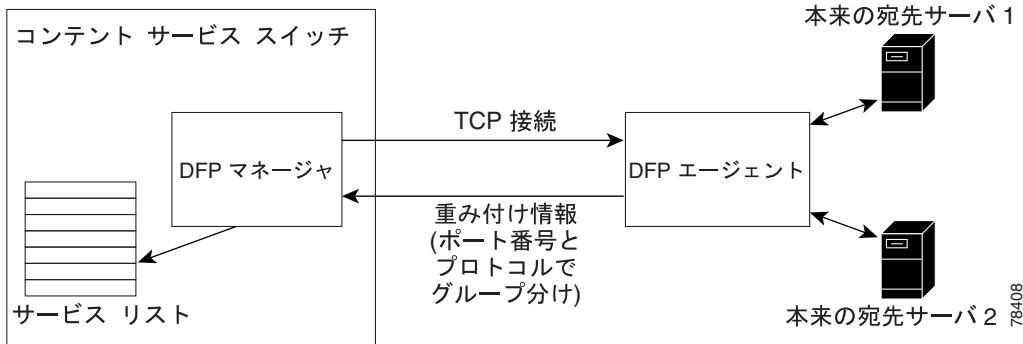 本来の宛先サーバ 1
コンテント サービス スイッチ
TCP 接続
DFP マネージャ
DFP エージェント
重み付け情報
(ポート番号と
プロトコルで
グループ分け)
サービス リスト
本来の宛先サーバ 2
78408